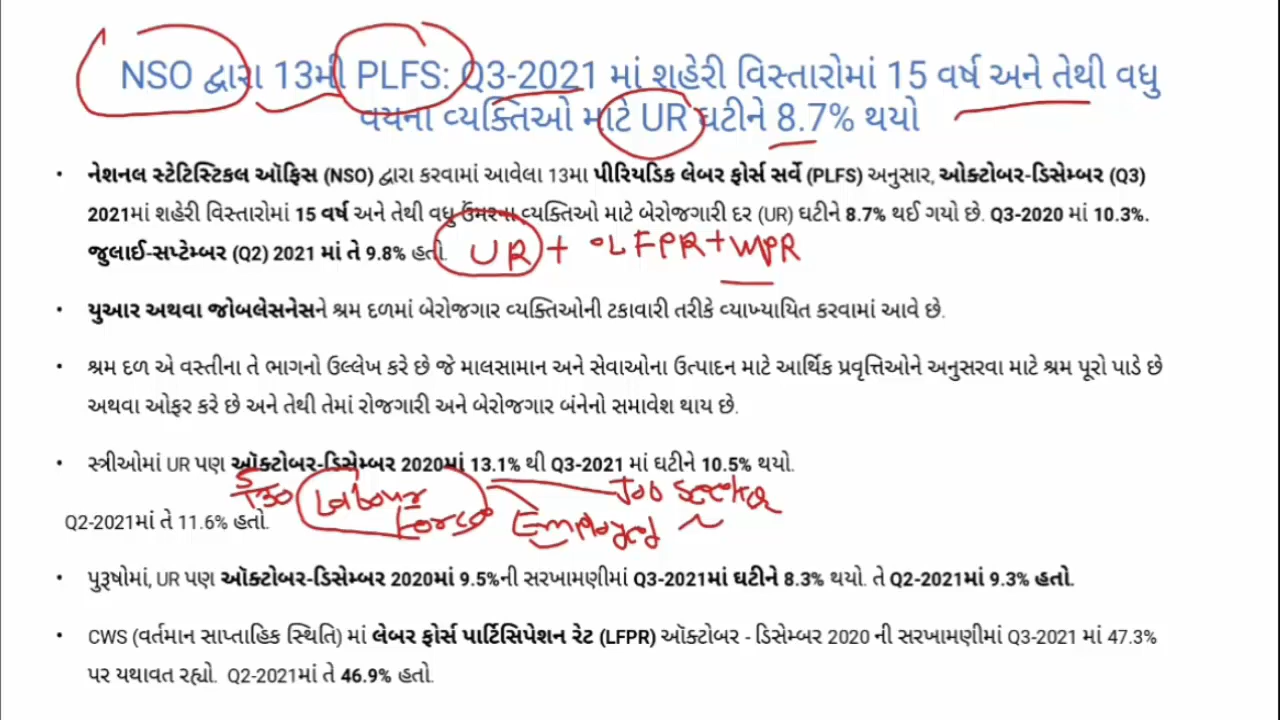 NSO દ્વારા 13મી PLFS: Q3-2021 માં શહેરી વિસ્તારોમાં 15 વર્ષ અને તેથી વધુ
વયના વ્યક્તિઓ માટે UR ઘટીને 8.7% થયો
• નેશનલ સ્ટેટિસ્ટિકલ ઑફિસ (NSO) દ્વારા કરવામાં આવેલા 13મા પીરિયડિક લેબર ફોર્સ સર્વે (PLFS) અનુસાર, ઓક્ટોબર-ડિસેમ્બર (Q3)
2021માં શહેરી વિસ્તારોમાં 15 વર્ષ અને તેથી વધુ ઉંમરના વ્યક્તિઓ માટે બેરોજગારી દર (UR) ઘટીને 8.7% થઈ ગયો છે. Q3-2020 માં 10.3%.
જુલાઈ-સપ્ટેમ્બર (Q2) 2021 માં તે 9.8% હતો.
UR + LFPR + WPR
• યુઆર અથવા જોબલેસનેસને શ્રમ દળમાં બેરોજગાર વ્યક્તિઓની ટકાવારી તરીકે વ્યાખ્યાયિત કરવામાં આવે છે.
• શ્રમ દળ એ વસ્તીના તે ભાગનો ઉલ્લેખ કરે છે જે માલસામાન અને સેવાઓના ઉત્પાદન માટે આર્થિક પ્રવૃત્તિઓને અનુસરવા માટે શ્રમ પૂરો પાડે છે
અથવા ઓફર કરે છે અને તેથી તેમાં રોજગારી અને બેરોજગાર બંનેનો સમાવેશ થાય છે.
• સ્ત્રીઓમાં UR પણ ઑક્ટોબર-ડિસેમ્બર 2020માં 13.1% થી Q3-2021 માં ઘટીને 10.5% થયો.
Labour Force
Job Seeker
Employed
Q2-2021માં તે 11.6% હતો.
• પુરૂષોમાં, UR પણ ઑક્ટોબર-ડિસેમ્બર 2020માં 9.5%ની સરખામણીમાં Q3-2021માં ઘટીને 8.3% થયો. તે Q2-2021માં 9.3% હતો.
• CWS (વર્તમાન સાપ્તાહિક સ્થિતિ) માં લેબર ફોર્સ પાર્ટિસિપેશન રેટ (LFPR) ઑક્ટોબર - ડિસેમ્બર 2020 ની સરખામણીમાં Q3-2021 માં 47.3%
પર યથાવત રહ્યો. Q2-2021માં તે 46.9% હતો.